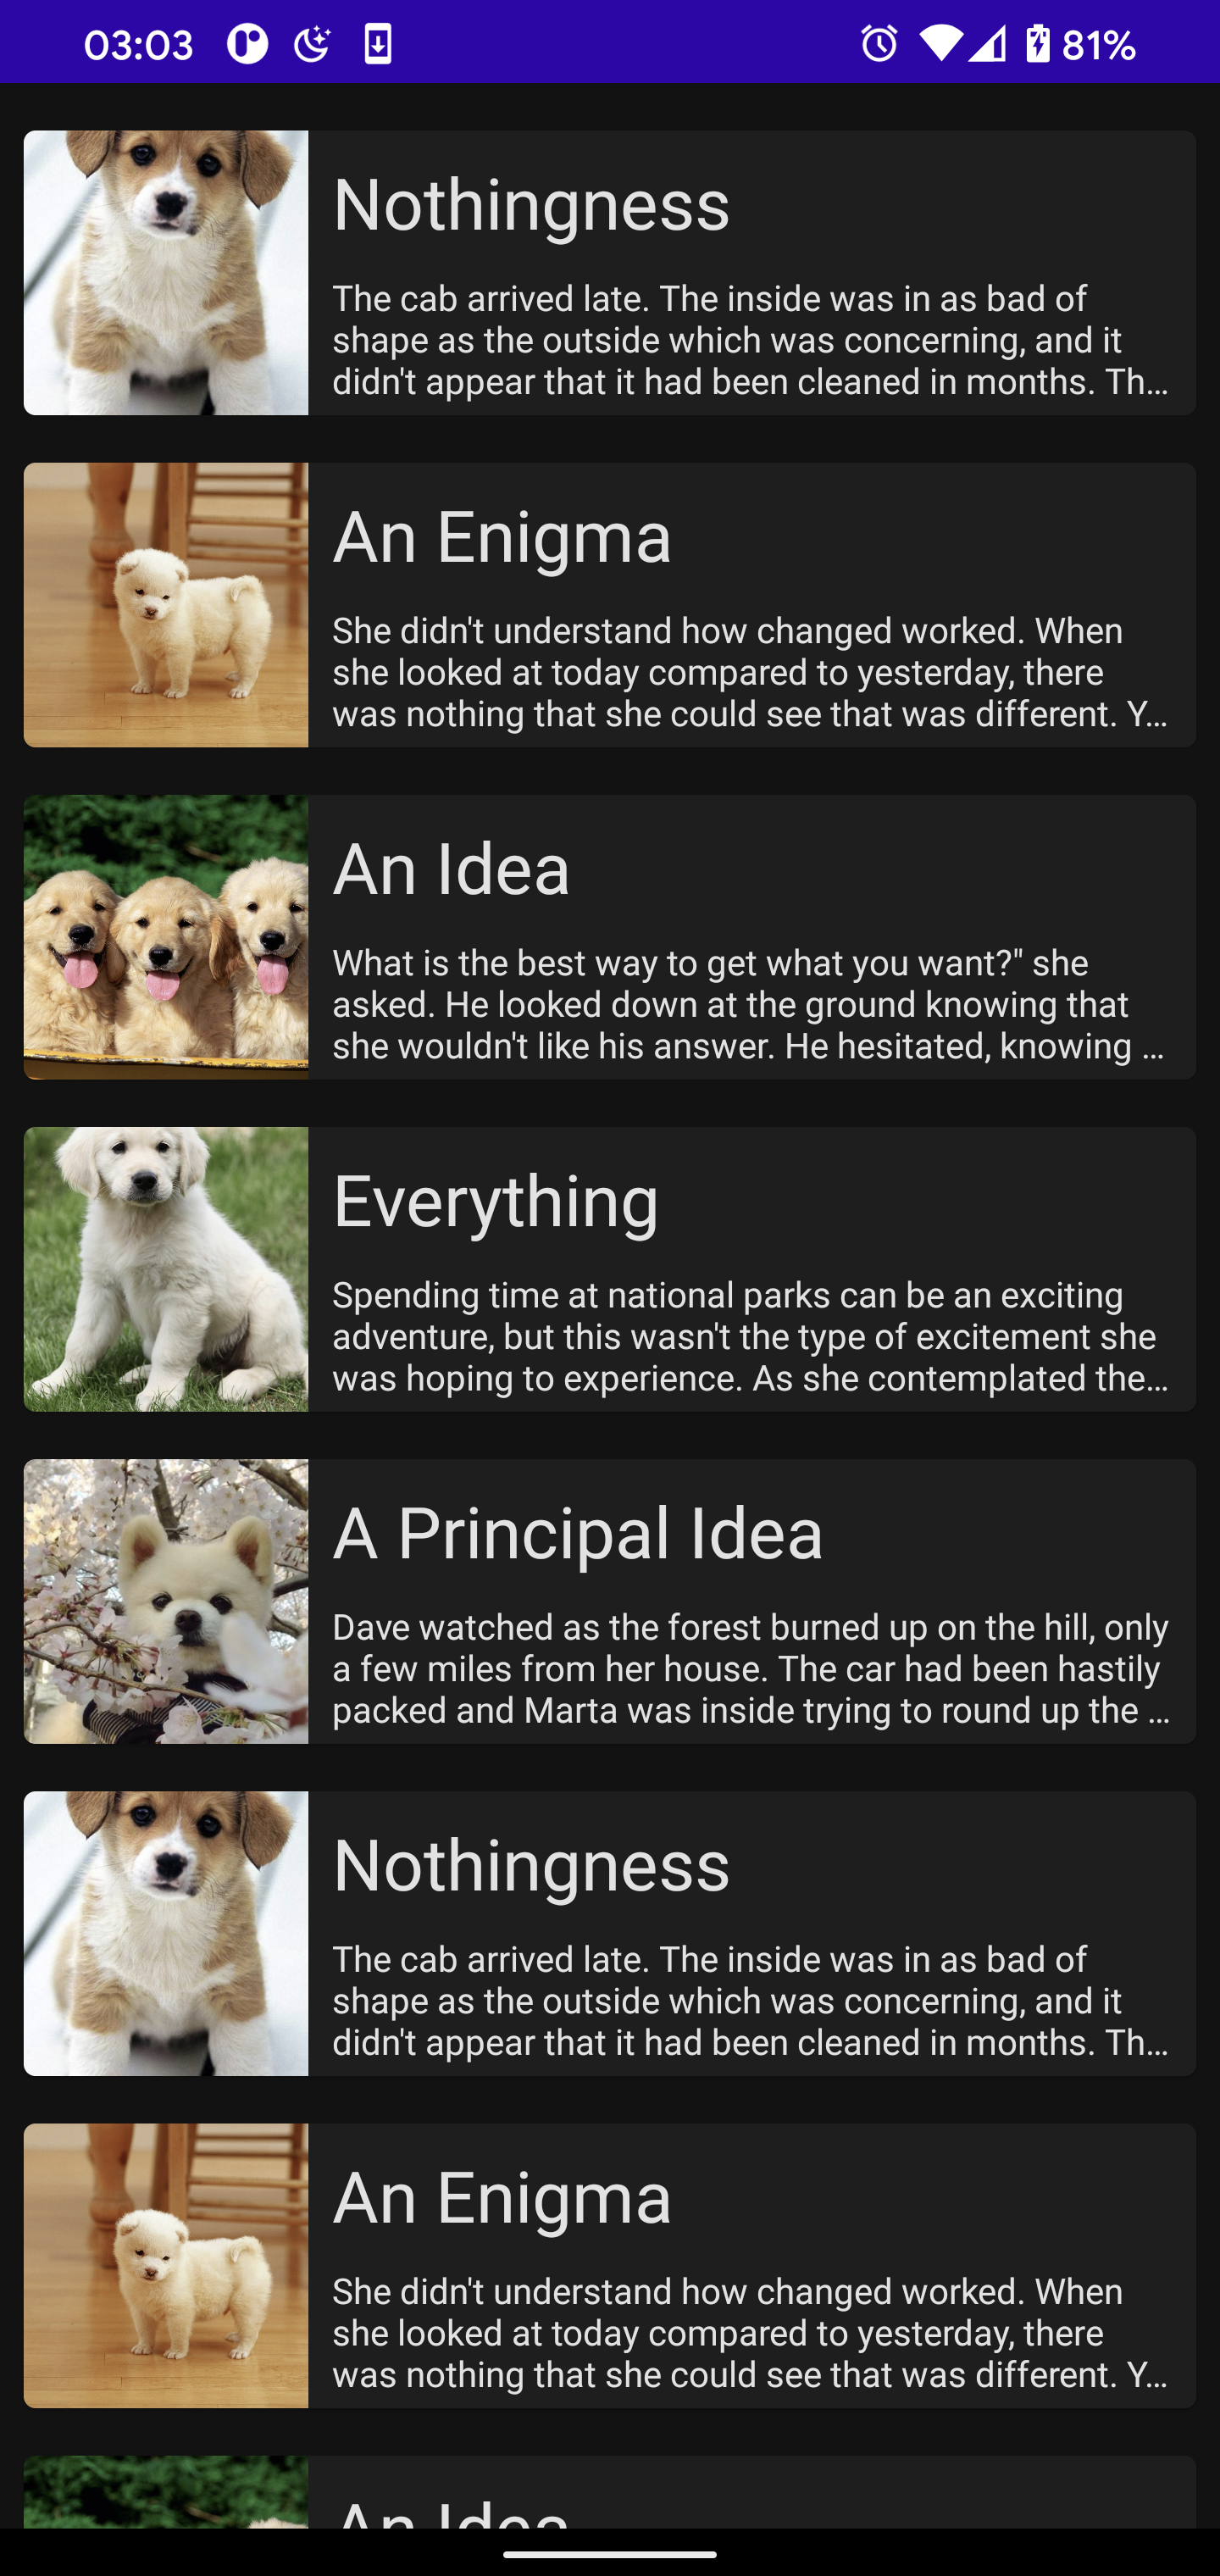 03:03
81%
Nothingness
The cab arrived late. The inside was in as bad of
shape as the outside which was concerning, and it
didn't appear that it had been cleaned in months. Th...
An Enigma
She didn't understand how changed worked. When
she looked at today compared to yesterday, there
was nothing that she could see that was different. Y...
An Idea
What is the best way to get what you want?" she
asked. He looked down at the ground knowing that
she wouldn't like his answer. He hesitated, knowing ...
Everything
Spending time at national parks can be an exciting
adventure, but this wasn't the type of excitement she
was hoping to experience. As she contemplated the...
A Principal Idea
Dave watched as the forest burned up on the hill, only
a few miles from her house. The car had been hastily
packed and Marta was inside trying to round up the ...
Nothingness
The cab arrived late. The inside was in as bad of
shape as the outside which was concerning, and it
didn't appear that it had been cleaned in months. Th...
An Enigma
She didn't understand how changed worked. When
she looked at today compared to yesterday, there
was nothing that she could see that was different. Y...
An Idea